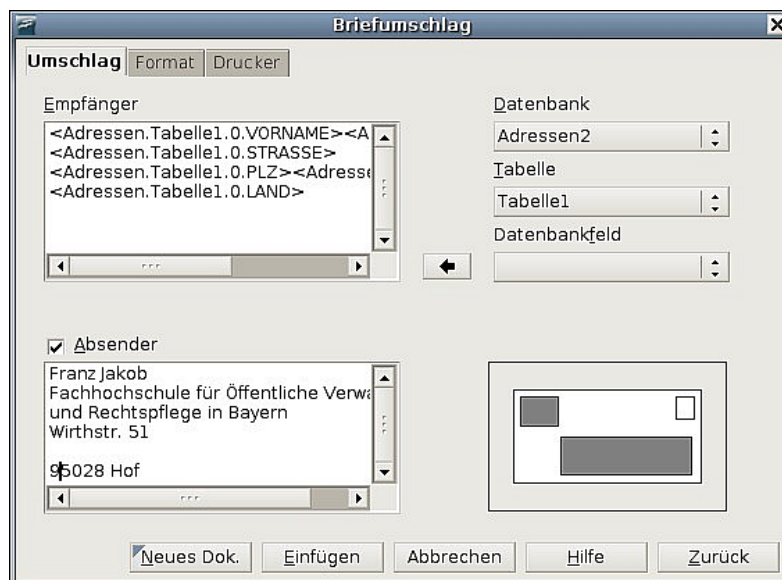 Briefumschlag
Umschlag Format Drucker
Empfänger
<Adressen.Tabelle1.0.VORNAME><A
<Adressen.Tabelle1.0.STRASSE>
<Adressen.Tabelle1.0.PLZ><Adresse
<Adressen.Tabelle1.0.LAND>
Datenbank
Adressen2
Tabelle
Tabelle1
Datenbankfeld
Absender
Franz Jakob
Fachhochschule für Öffentliche Verwa
und Rechtspflege in Bayern
Wirthstr. 51
95028 Hof
Neues Dok. Einfügen Abbrechen Hilfe Zurück